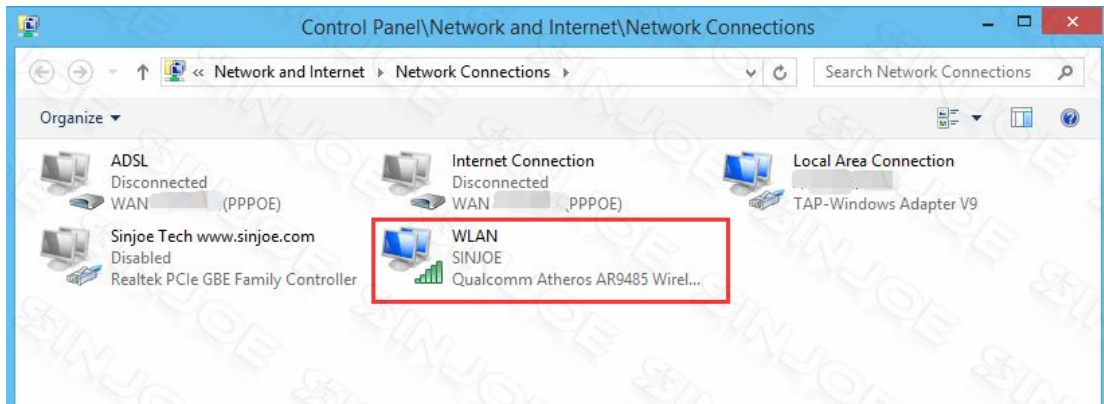 Control Panel\Network and Internet\Network Connections
« Network and Internet Network Connections
Search Network Connections
Organize
ADSL
Disconnected
WAN (PPPOE)
Internet Connection
Disconnected
WAN PPPOE)
Local Area Connection
TAP-Windows Adapter V9
Sinjoe Tech www.sinjoe.com
Disabled
Realtek PCIe GBE Family Controller
WLAN
SINJOE
Qualcomm Atheros AR9485 Wirel...